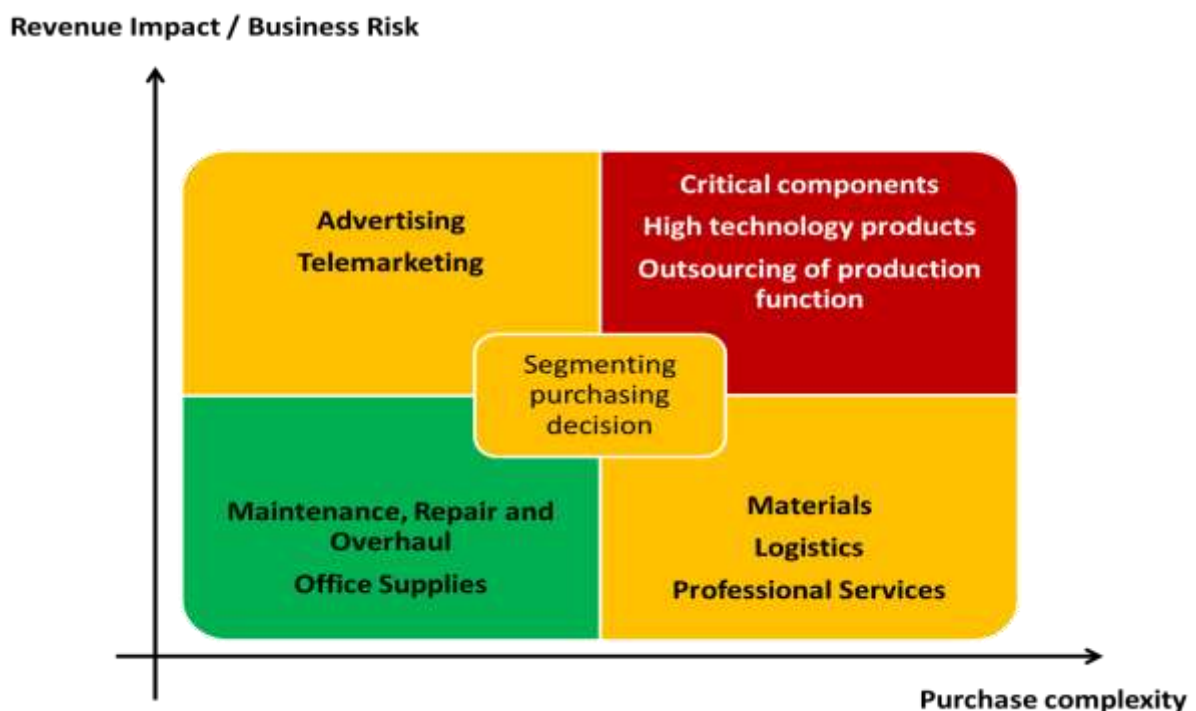 Revenue Impact / Business Risk
Advertising
Telemarketing
Critical components
High technology products
Outsourcing of production
function
Segmenting
purchasing
decision
Maintenance, Repair and
Overhaul
Office Supplies
Materials
Logistics
Professional Services
Purchase complexity